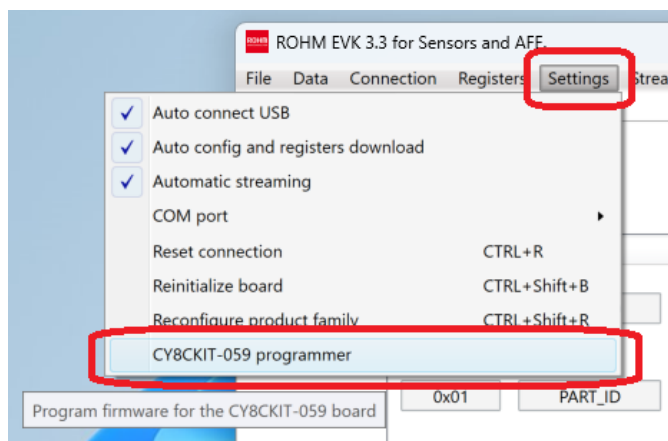 ROHM
ROHM EVK 3.3 for Sensors and AFE.
File Data Connection Registers Settings Strea
Auto connect USB
Auto config and registers download
Automatic streaming
COM port
Reset connection CTRL+R
Reinitialize board CTRL+Shift+B
Reconfigure product family CTRL+Shift+R
CY8CKIT-059 programmer
Program firmware for the CY8CKIT-059 board
0x01 PART_ID